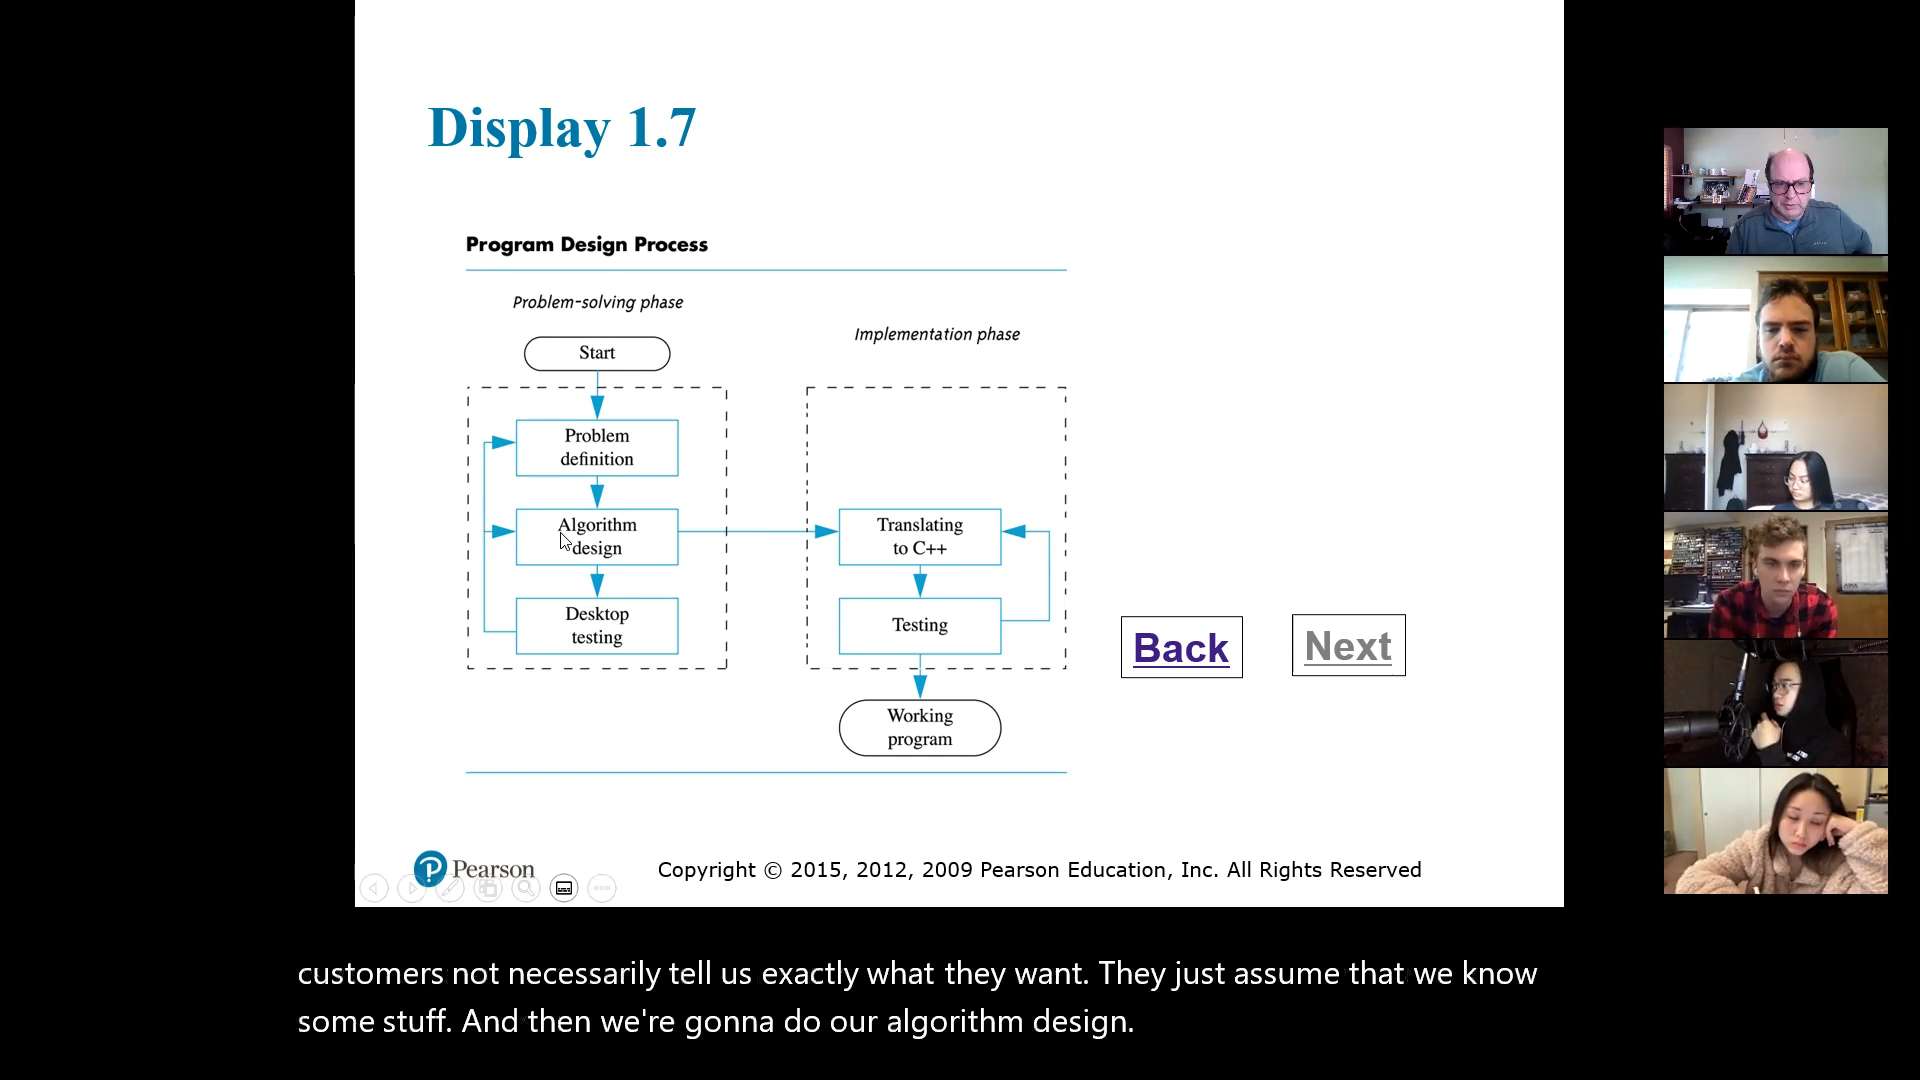 Display 1.7
Program Design Process
Problem-solving phase
Implementation phase
Start
Problem
definition
Algorithm
design
Translating
to C++
Desktop
testing
Testing
Back
Next
Working
program
Pearson
Copyright © 2015, 2012, 2009 Pearson Education, Inc. All Rights Reserved
customers not necessarily tell us exactly what they want. They just assume that we know
some stuff. And then we're gonna do our algorithm design.